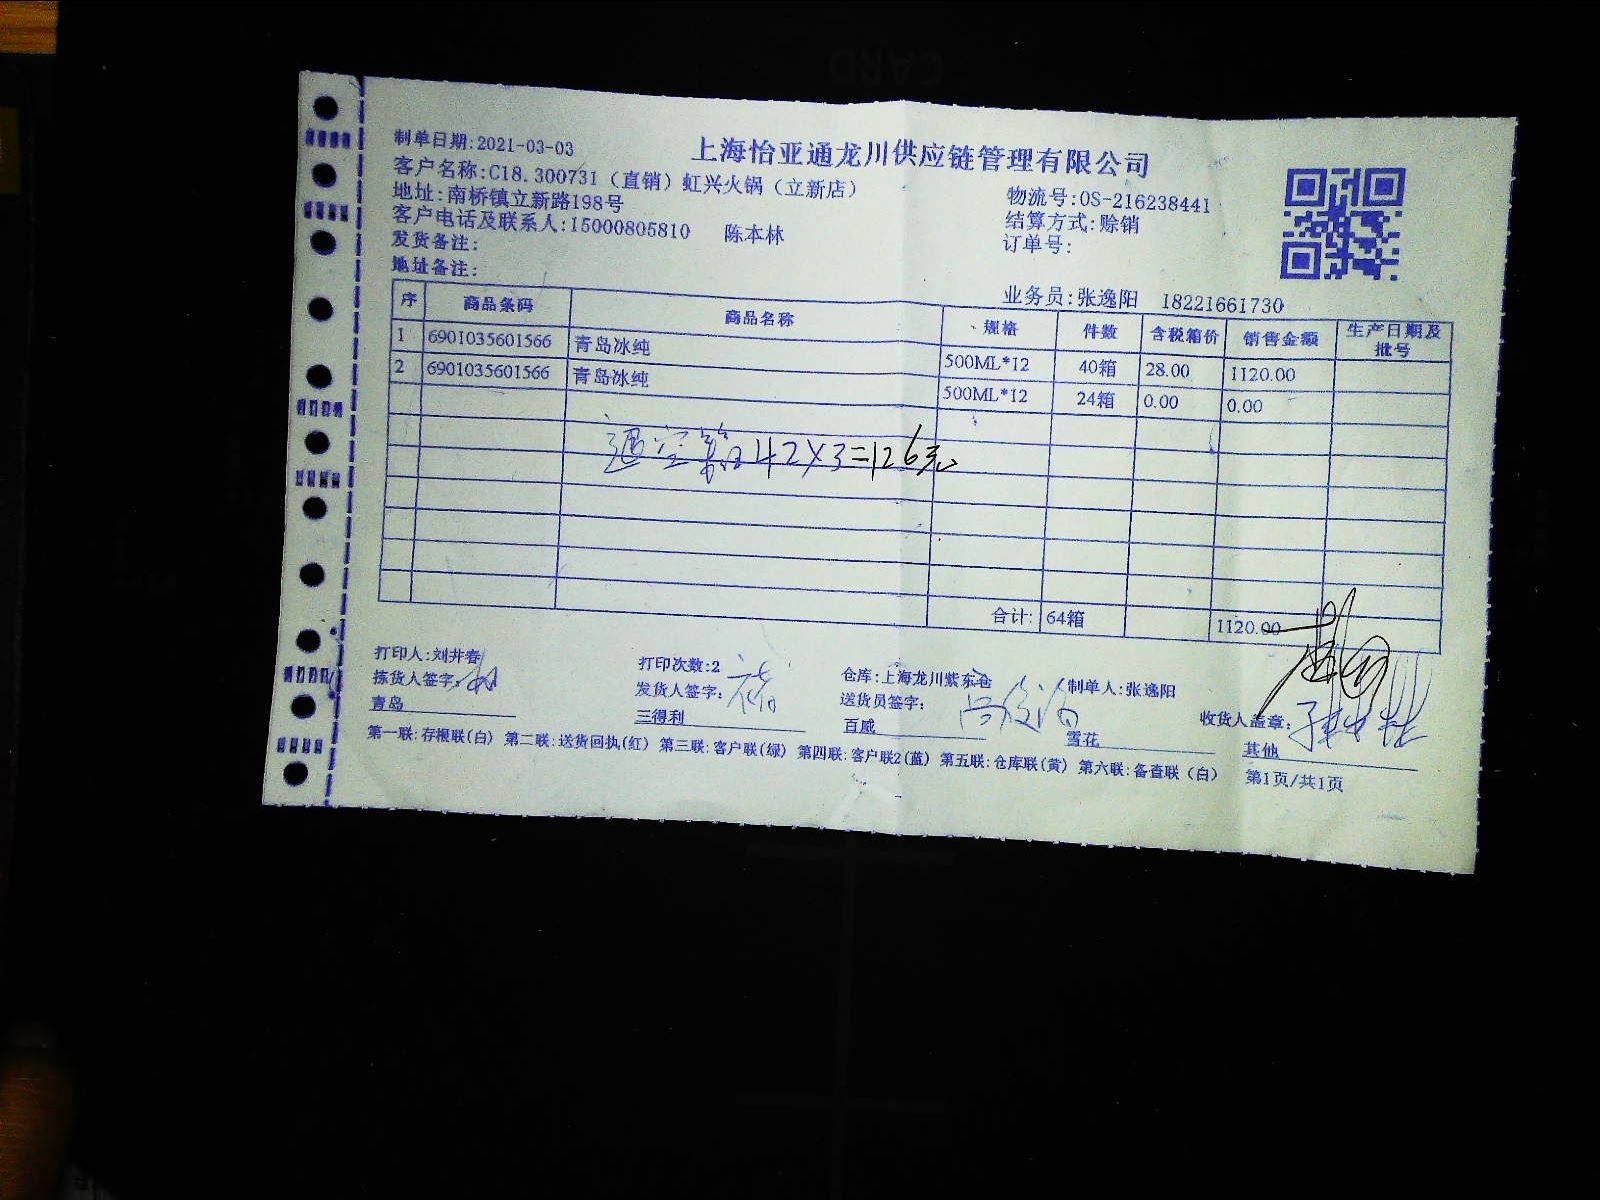 CARD
上海怡亚通龙川供应链管理有限公司
制单日期:2021-03-03
客户名称:C18.300731（直销）虹兴火锅（立新店）
物流号:OS-216238441
地址:南桥镇立新路198号
结算方式:赊销
客户电话及联系人:15000805810 陈本林
订单号:
发货备注:
地址备注:
业务员:张逸阳 18221661730
序 商品条码 商品名称 规格 件数 含税箱价 销售金额 生产日期及批号
1 6901035601566 青岛冰纯 500ML*12 40箱 28.00 1120.00
2 6901035601566 青岛冰纯 500ML*12 24箱 0.00 0.00
退空箱 42×3=126元
合计: 64箱 1120.00
打印人:刘井春 打印次数:2 仓库:上海龙川紫东仓 制单人:张逸阳
拣货人签字: 发货人签字: 送货员签字: 收货人盖章:
青岛 三得利 百威 雪花 其他
第一联:存根联(白) 第二联:送货回执(红) 第三联:客户联(绿) 第四联:客户联2(蓝) 第五联:仓库联(黄) 第六联:备查联（白） 第1页/共1页